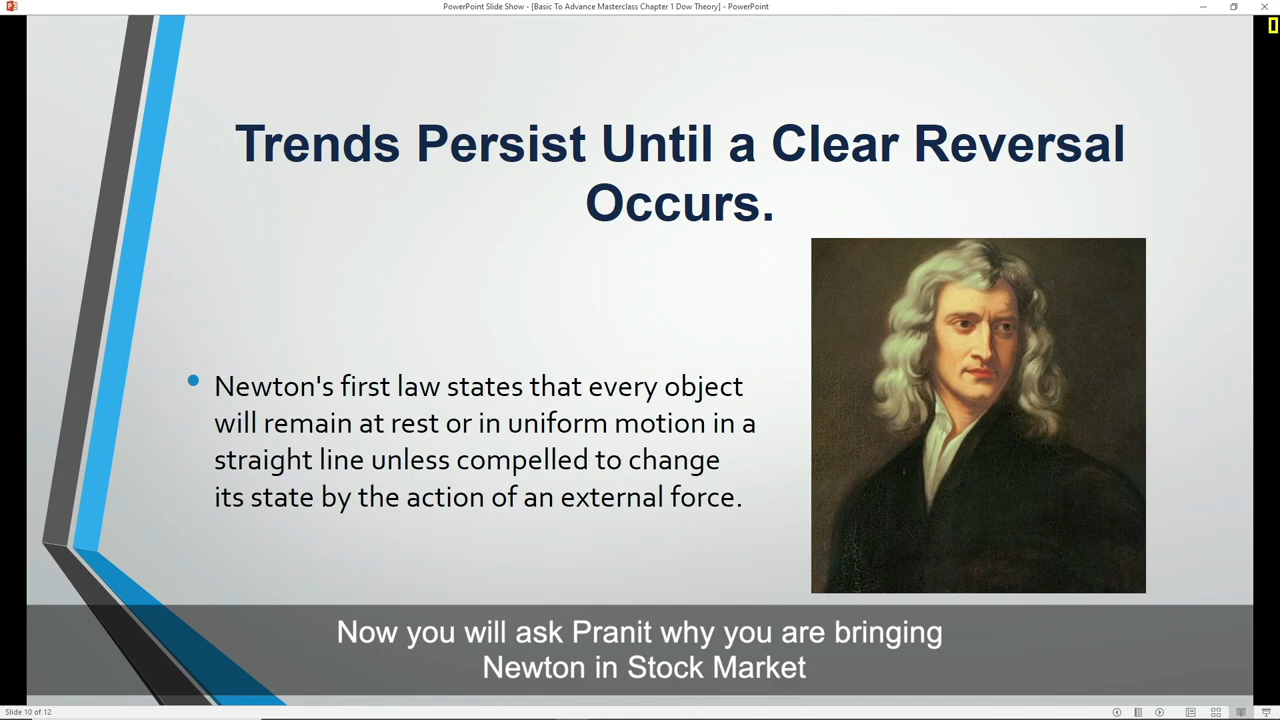 PowerPoint Slide Show - [Basic To Advance Masterclass Chapter 1 Dow Theory] - PowerPoint
Trends Persist Until a Clear Reversal
Occurs.
Newton's first law states that every object
will remain at rest or in uniform motion in a
straight line unless compelled to change
its state by the action of an external force.
Now you will ask Pranit why you are bringing
Newton in Stock Market
Slide 10 of 12